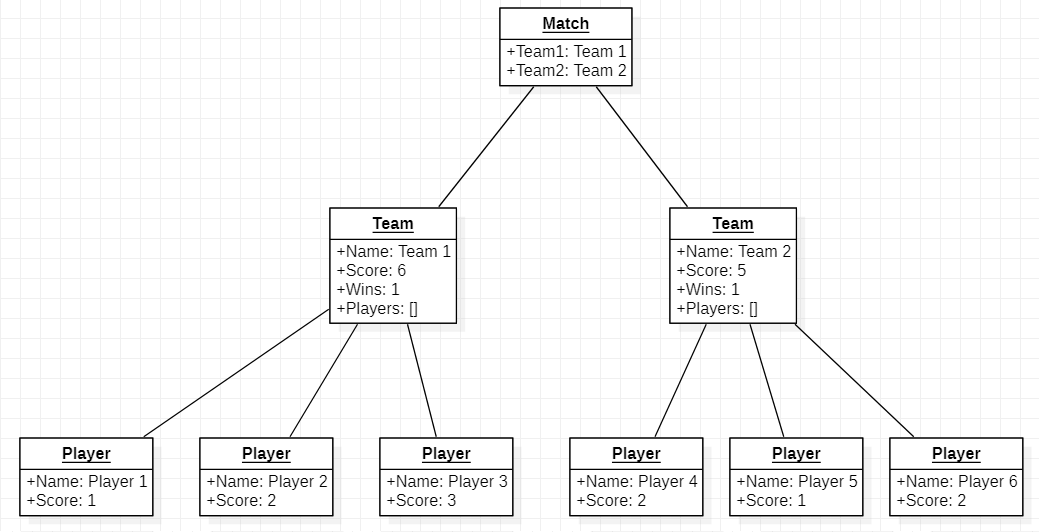 Match
+Team1: Team 1
+Team2: Team 2
Team
+Name: Team 1
+Score: 6
+Wins: 1
+Players: []
Team
+Name: Team 2
+Score: 5
+Wins: 1
+Players: []
Player
+Name: Player 1
+Score: 1
Player
+Name: Player 2
+Score: 2
Player
+Name: Player 3
+Score: 3
Player
+Name: Player 4
+Score: 2
Player
+Name: Player 5
+Score: 1
Player
+Name: Player 6
+Score: 2